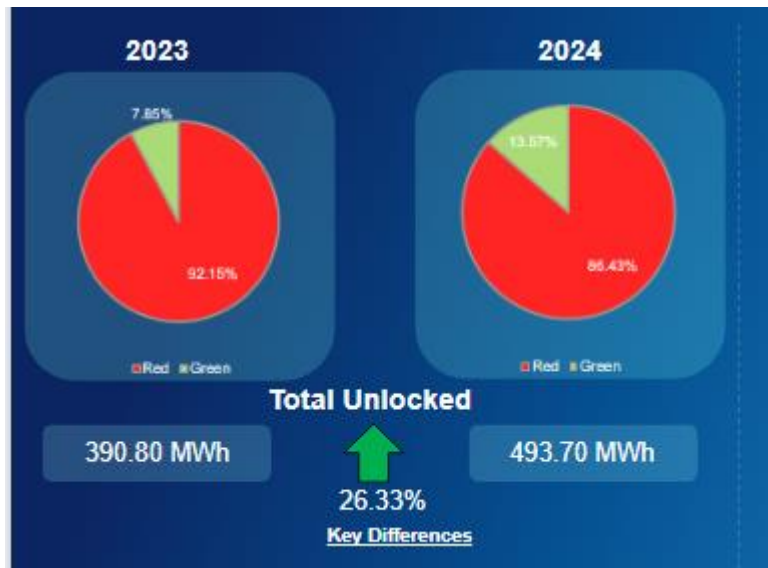 2023
2024
7.85%
92.15%
13.57%
86.43%
Red Green
Red Green
Total Unlocked
390.80 MWh
493.70 MWh
26.33%
Key Differences